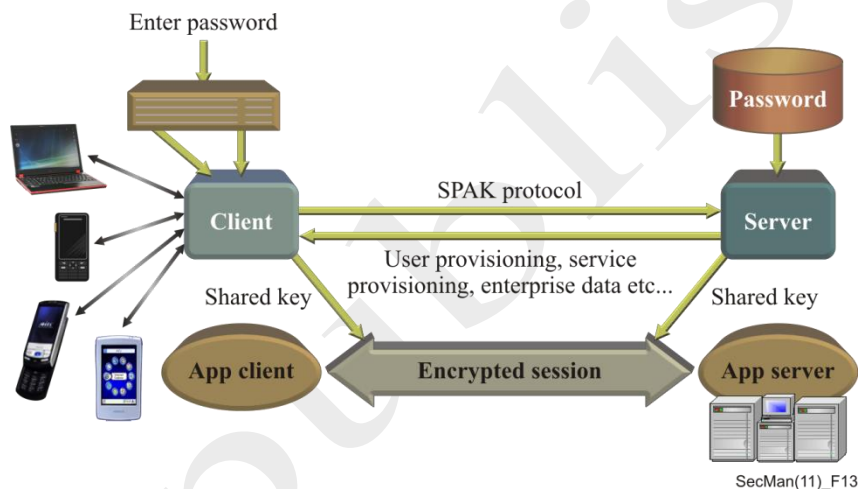 Enter password
Password
SPAK protocol
Client
Server
User provisioning, service
provisioning, enterprise data etc...
Shared key
Shared key
App client
Encrypted session
App server
SecMan(11)_F13